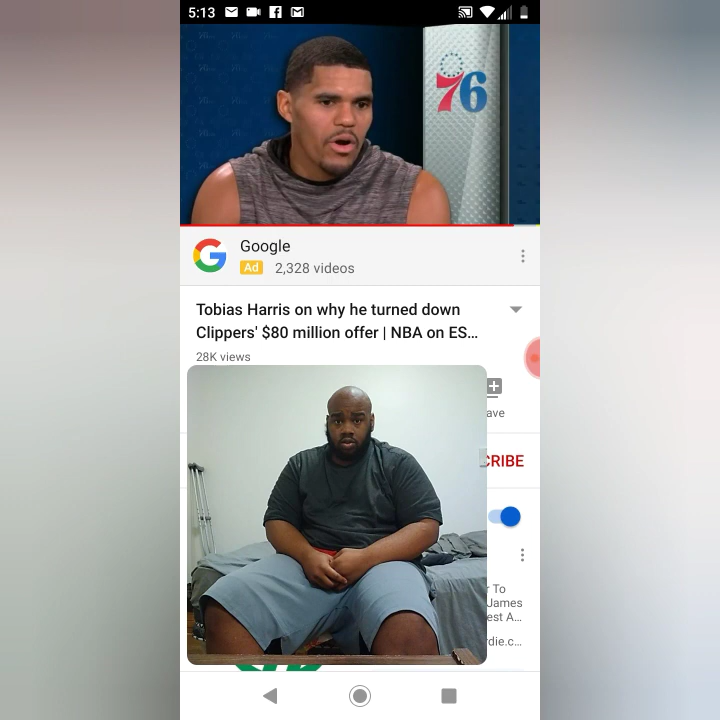 5:13
76
Google
Ad 2,328 videos
Tobias Harris on why he turned down
Clippers' $80 million offer | NBA on ES…
28K views
ave
CRIBE
r To
James
est A…
rdie.c…